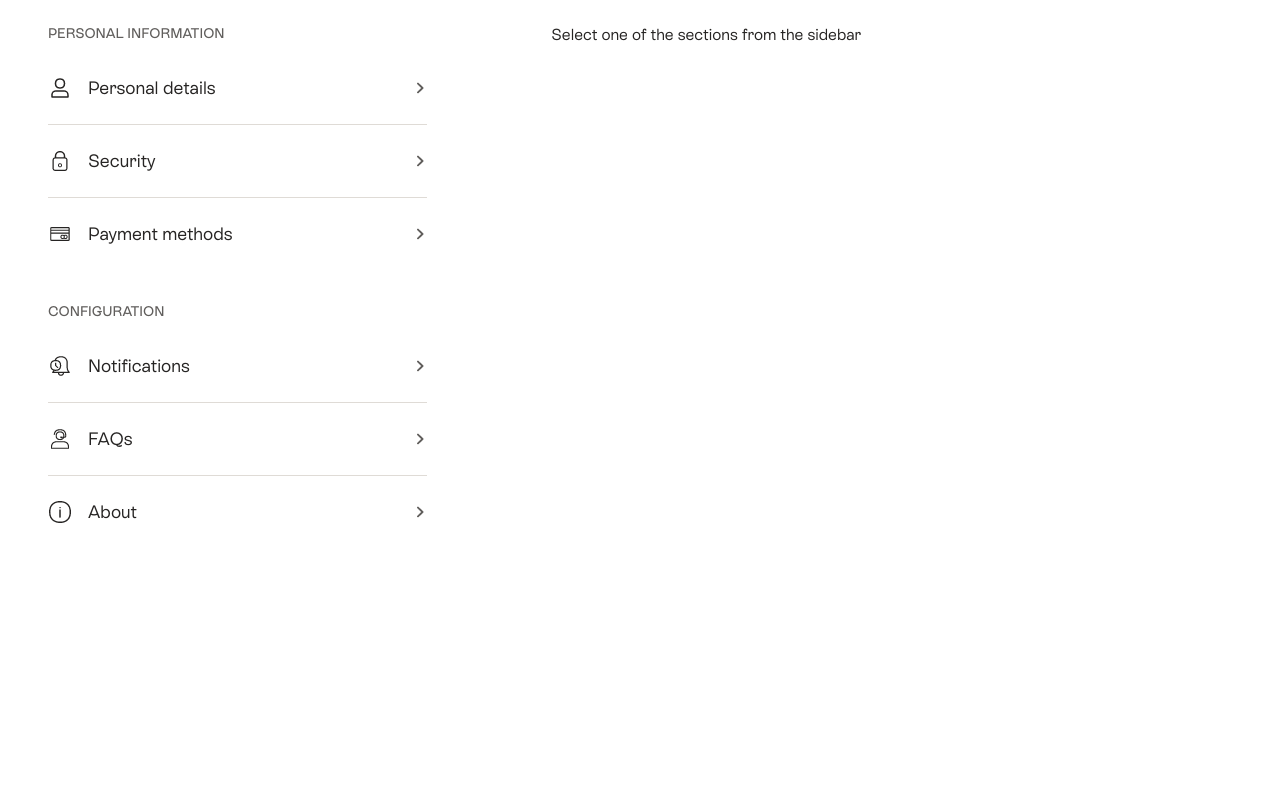 PERSONAL INFORMATION
Personal details
Security
Payment methods
CONFIGURATION
Notifications
FAQs
About
Select one of the sections from the sidebar